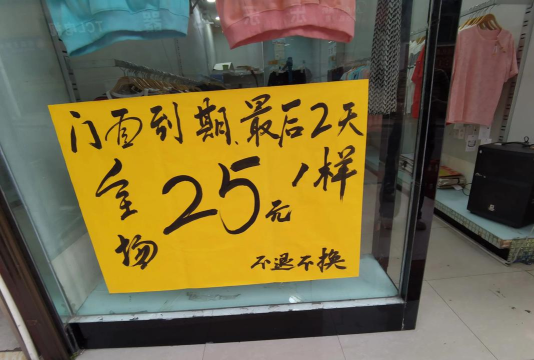 门面到期、最后2天
全场25元/样
不退不换